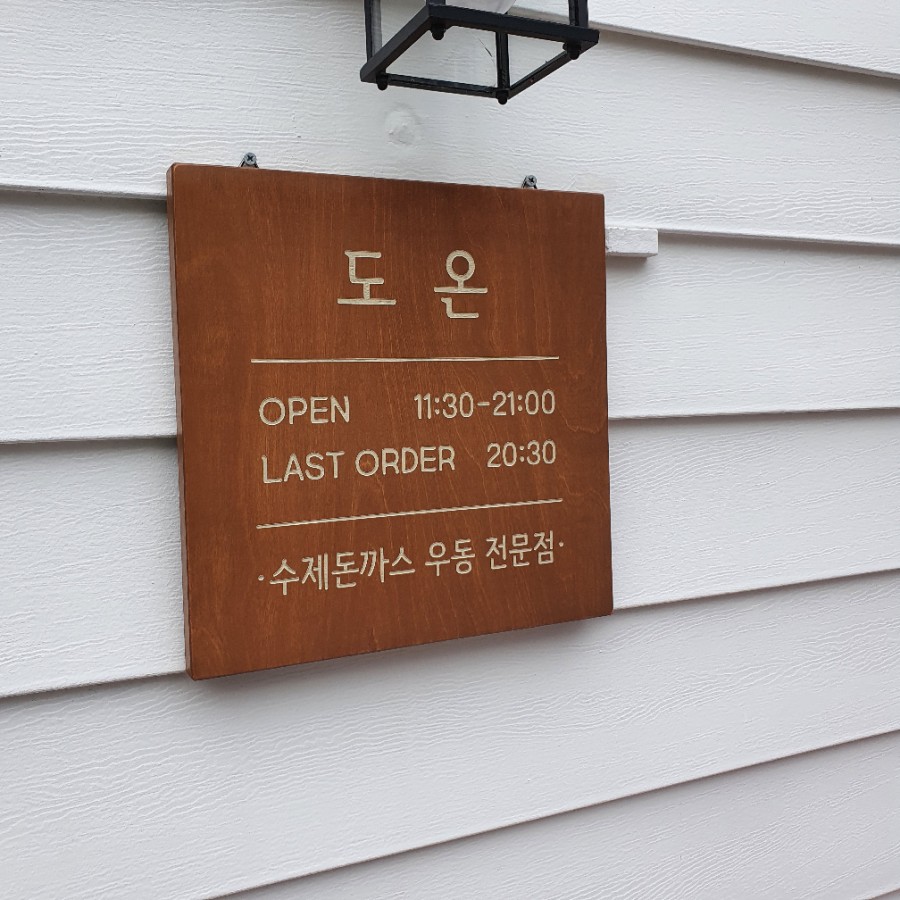 도 온
OPEN 11:30-21:00
LAST ORDER 20:30
·수제돈까스 우동 전문점·